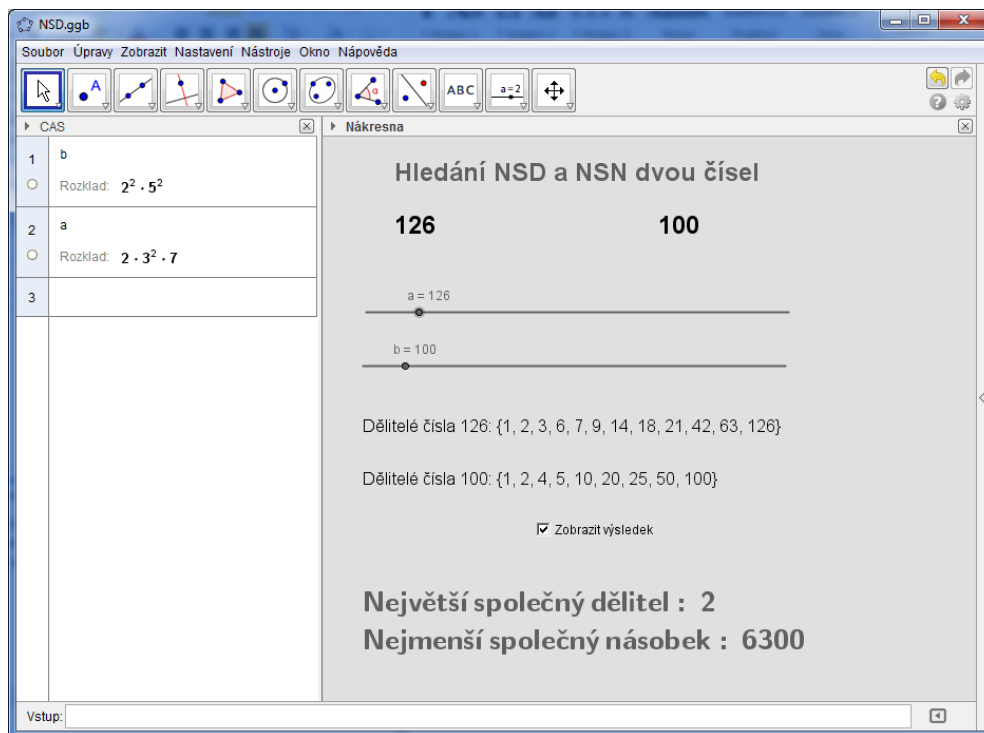 NSD.ggb
Soubor Úpravy Zobrazit Nastavení Nástroje Okno Nápověda
A α ABC a=2
CAS
Nákresna
1 b
Rozklad: 2² · 5²
2 a
Rozklad: 2 · 3² · 7
3
Hledání NSD a NSN dvou čísel
126 100
a = 126
b = 100
Dělitelé čísla 126: {1, 2, 3, 6, 7, 9, 14, 18, 21, 42, 63, 126}
Dělitelé čísla 100: {1, 2, 4, 5, 10, 20, 25, 50, 100}
Zobrazit výsledek
Největší společný dělitel : 2
Nejmenší společný násobek : 6300
Vstup: